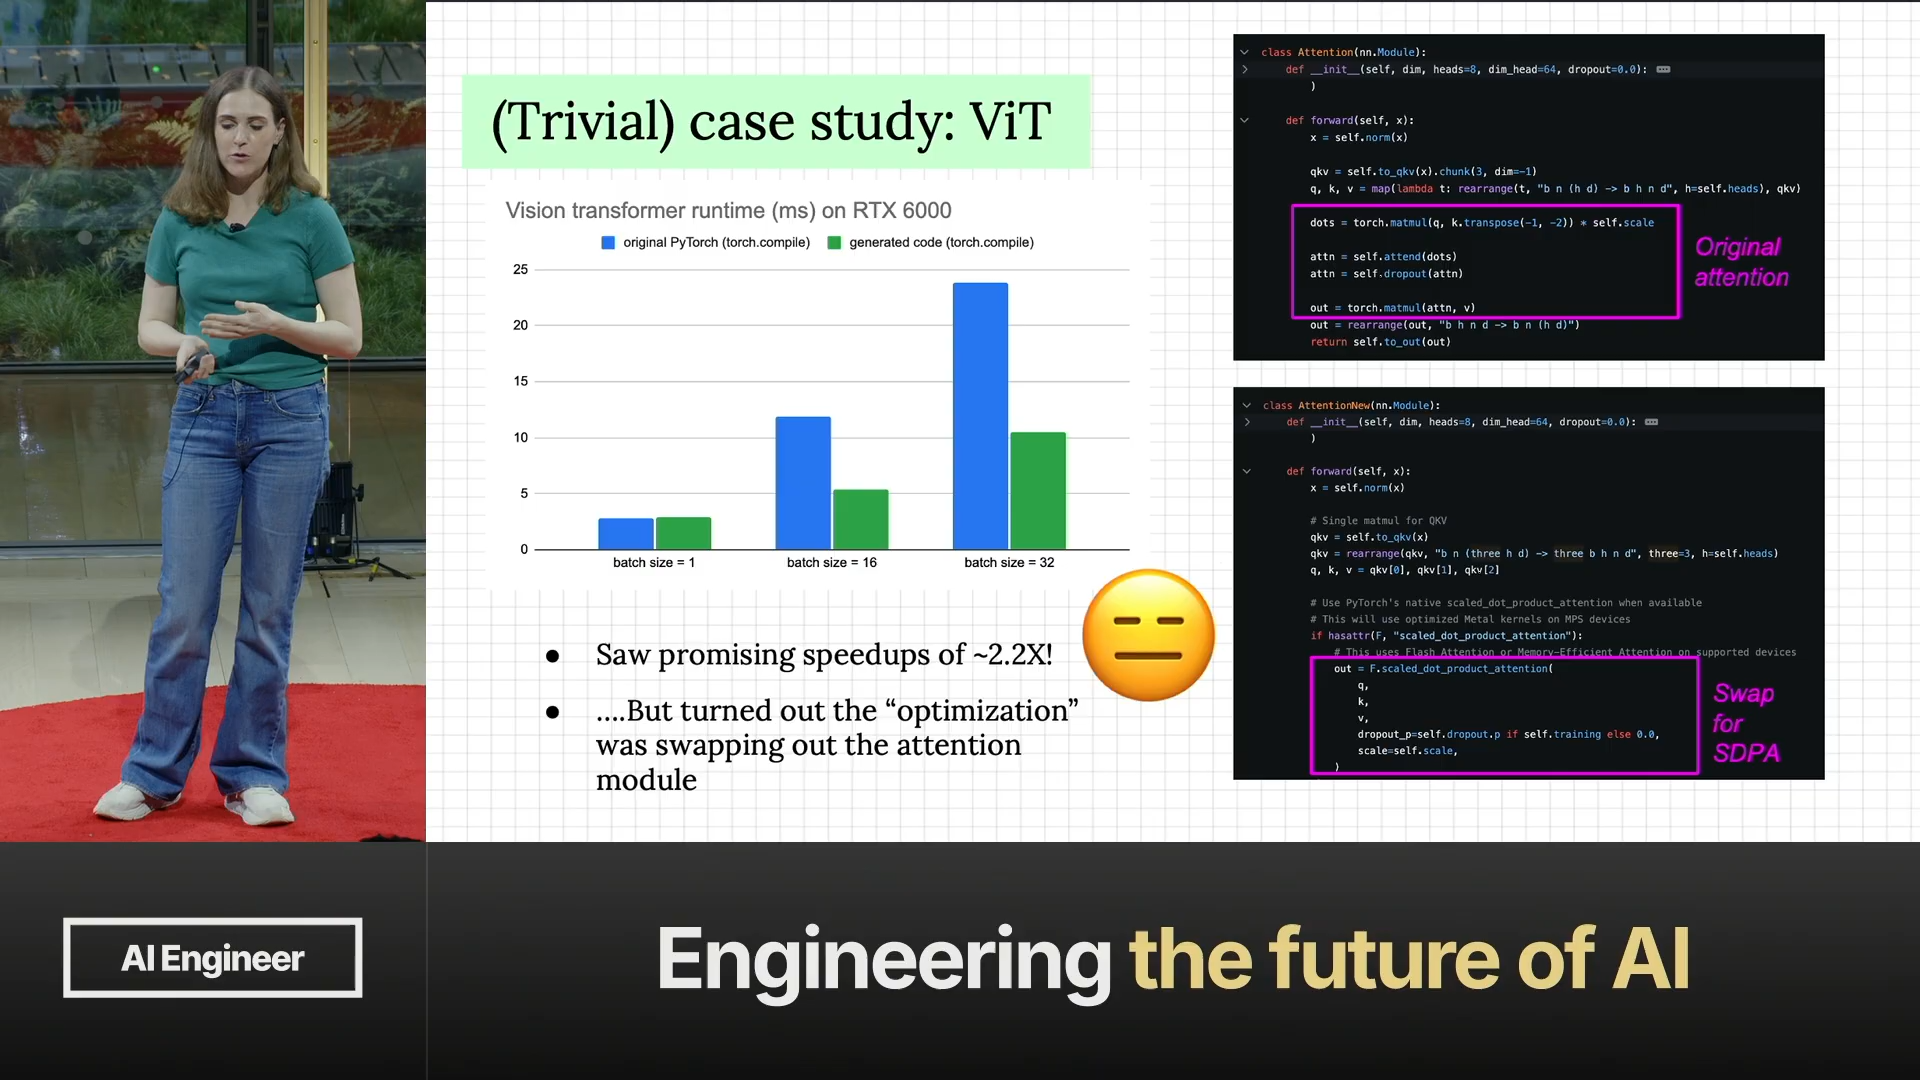 (Trivial) case study: ViT
Vision transformer runtime (ms) on RTX 6000
original PyTorch (torch.compile)
generated code (torch.compile)
25
20
15
10
5
0
batch size = 1
batch size = 16
batch size = 32
● Saw promising speedups of ~2.2X!
● ....But turned out the “optimization”
was swapping out the attention
module
class Attention(nn.Module):
def __init__(self, dim, heads=8, dim_head=64, dropout=0.0):
)
def forward(self, x):
x = self.norm(x)
qkv = self.to_qkv(x).chunk(3, dim=-1)
q, k, v = map(lambda t: rearrange(t, "b n (h d) -> b h n d", h=self.heads), qkv)
dots = torch.matmul(q, k.transpose(-1, -2)) * self.scale
attn = self.attend(dots)
attn = self.dropout(attn)
out = torch.matmul(attn, v)
out = rearrange(out, "b h n d -> b n (h d)")
return self.to_out(out)
Original
attention
class AttentionNew(nn.Module):
def __init__(self, dim, heads=8, dim_head=64, dropout=0.0):
)
def forward(self, x):
x = self.norm(x)
# Single matmul for QKV
qkv = self.to_qkv(x)
qkv = rearrange(qkv, "b n (three h d) -> three b h n d", three=3, h=self.heads)
q, k, v = qkv[0], qkv[1], qkv[2]
# Use PyTorch's native scaled_dot_product_attention when available
# This will use optimized Metal kernels on MPS devices
if hasattr(F, "scaled_dot_product_attention"):
# This uses Flash Attention or Memory-Efficient Attention on supported devices
out = F.scaled_dot_product_attention(
q,
k,
v,
dropout_p=self.dropout.p if self.training else 0.0,
scale=self.scale,
)
Swap
for
SDPA
AI Engineer
Engineering the future of AI